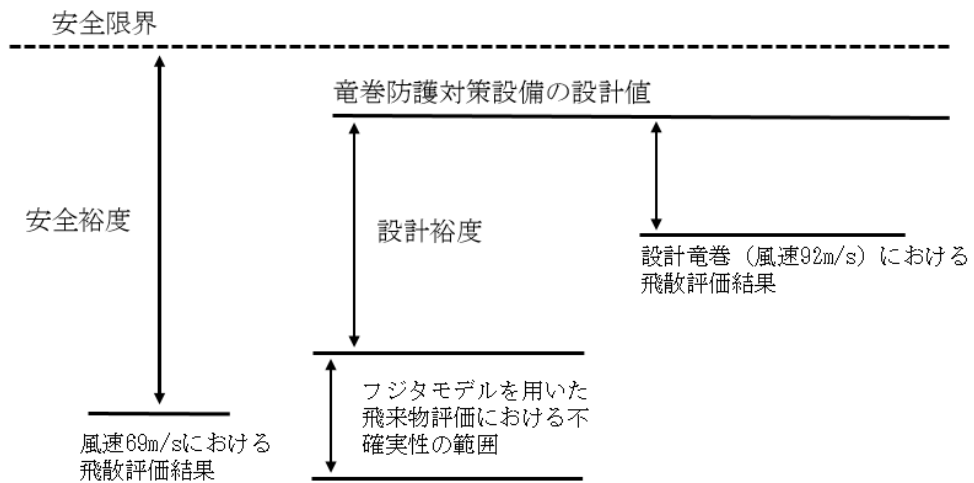 安全限界
竜巻防護対策設備の設計値
安全裕度
設計裕度
設計竜巻（風速92m/s）における
飛散評価結果
フジタモデルを用いた
飛来物評価における不
確実性の範囲
風速69m/sにおける
飛散評価結果